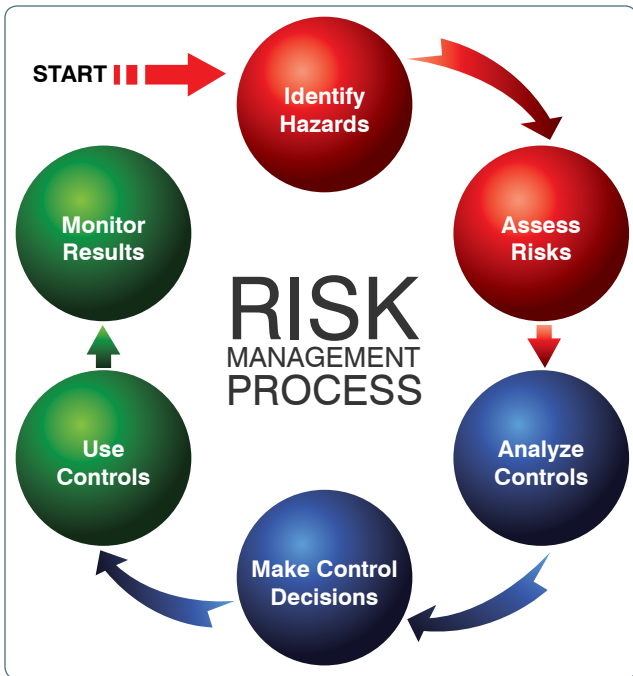 START
Identify
Hazards
Assess
Risks
Analyze
Controls
Make Control
Decisions
Use
Controls
Monitor
Results
RISK
MANAGEMENT
PROCESS